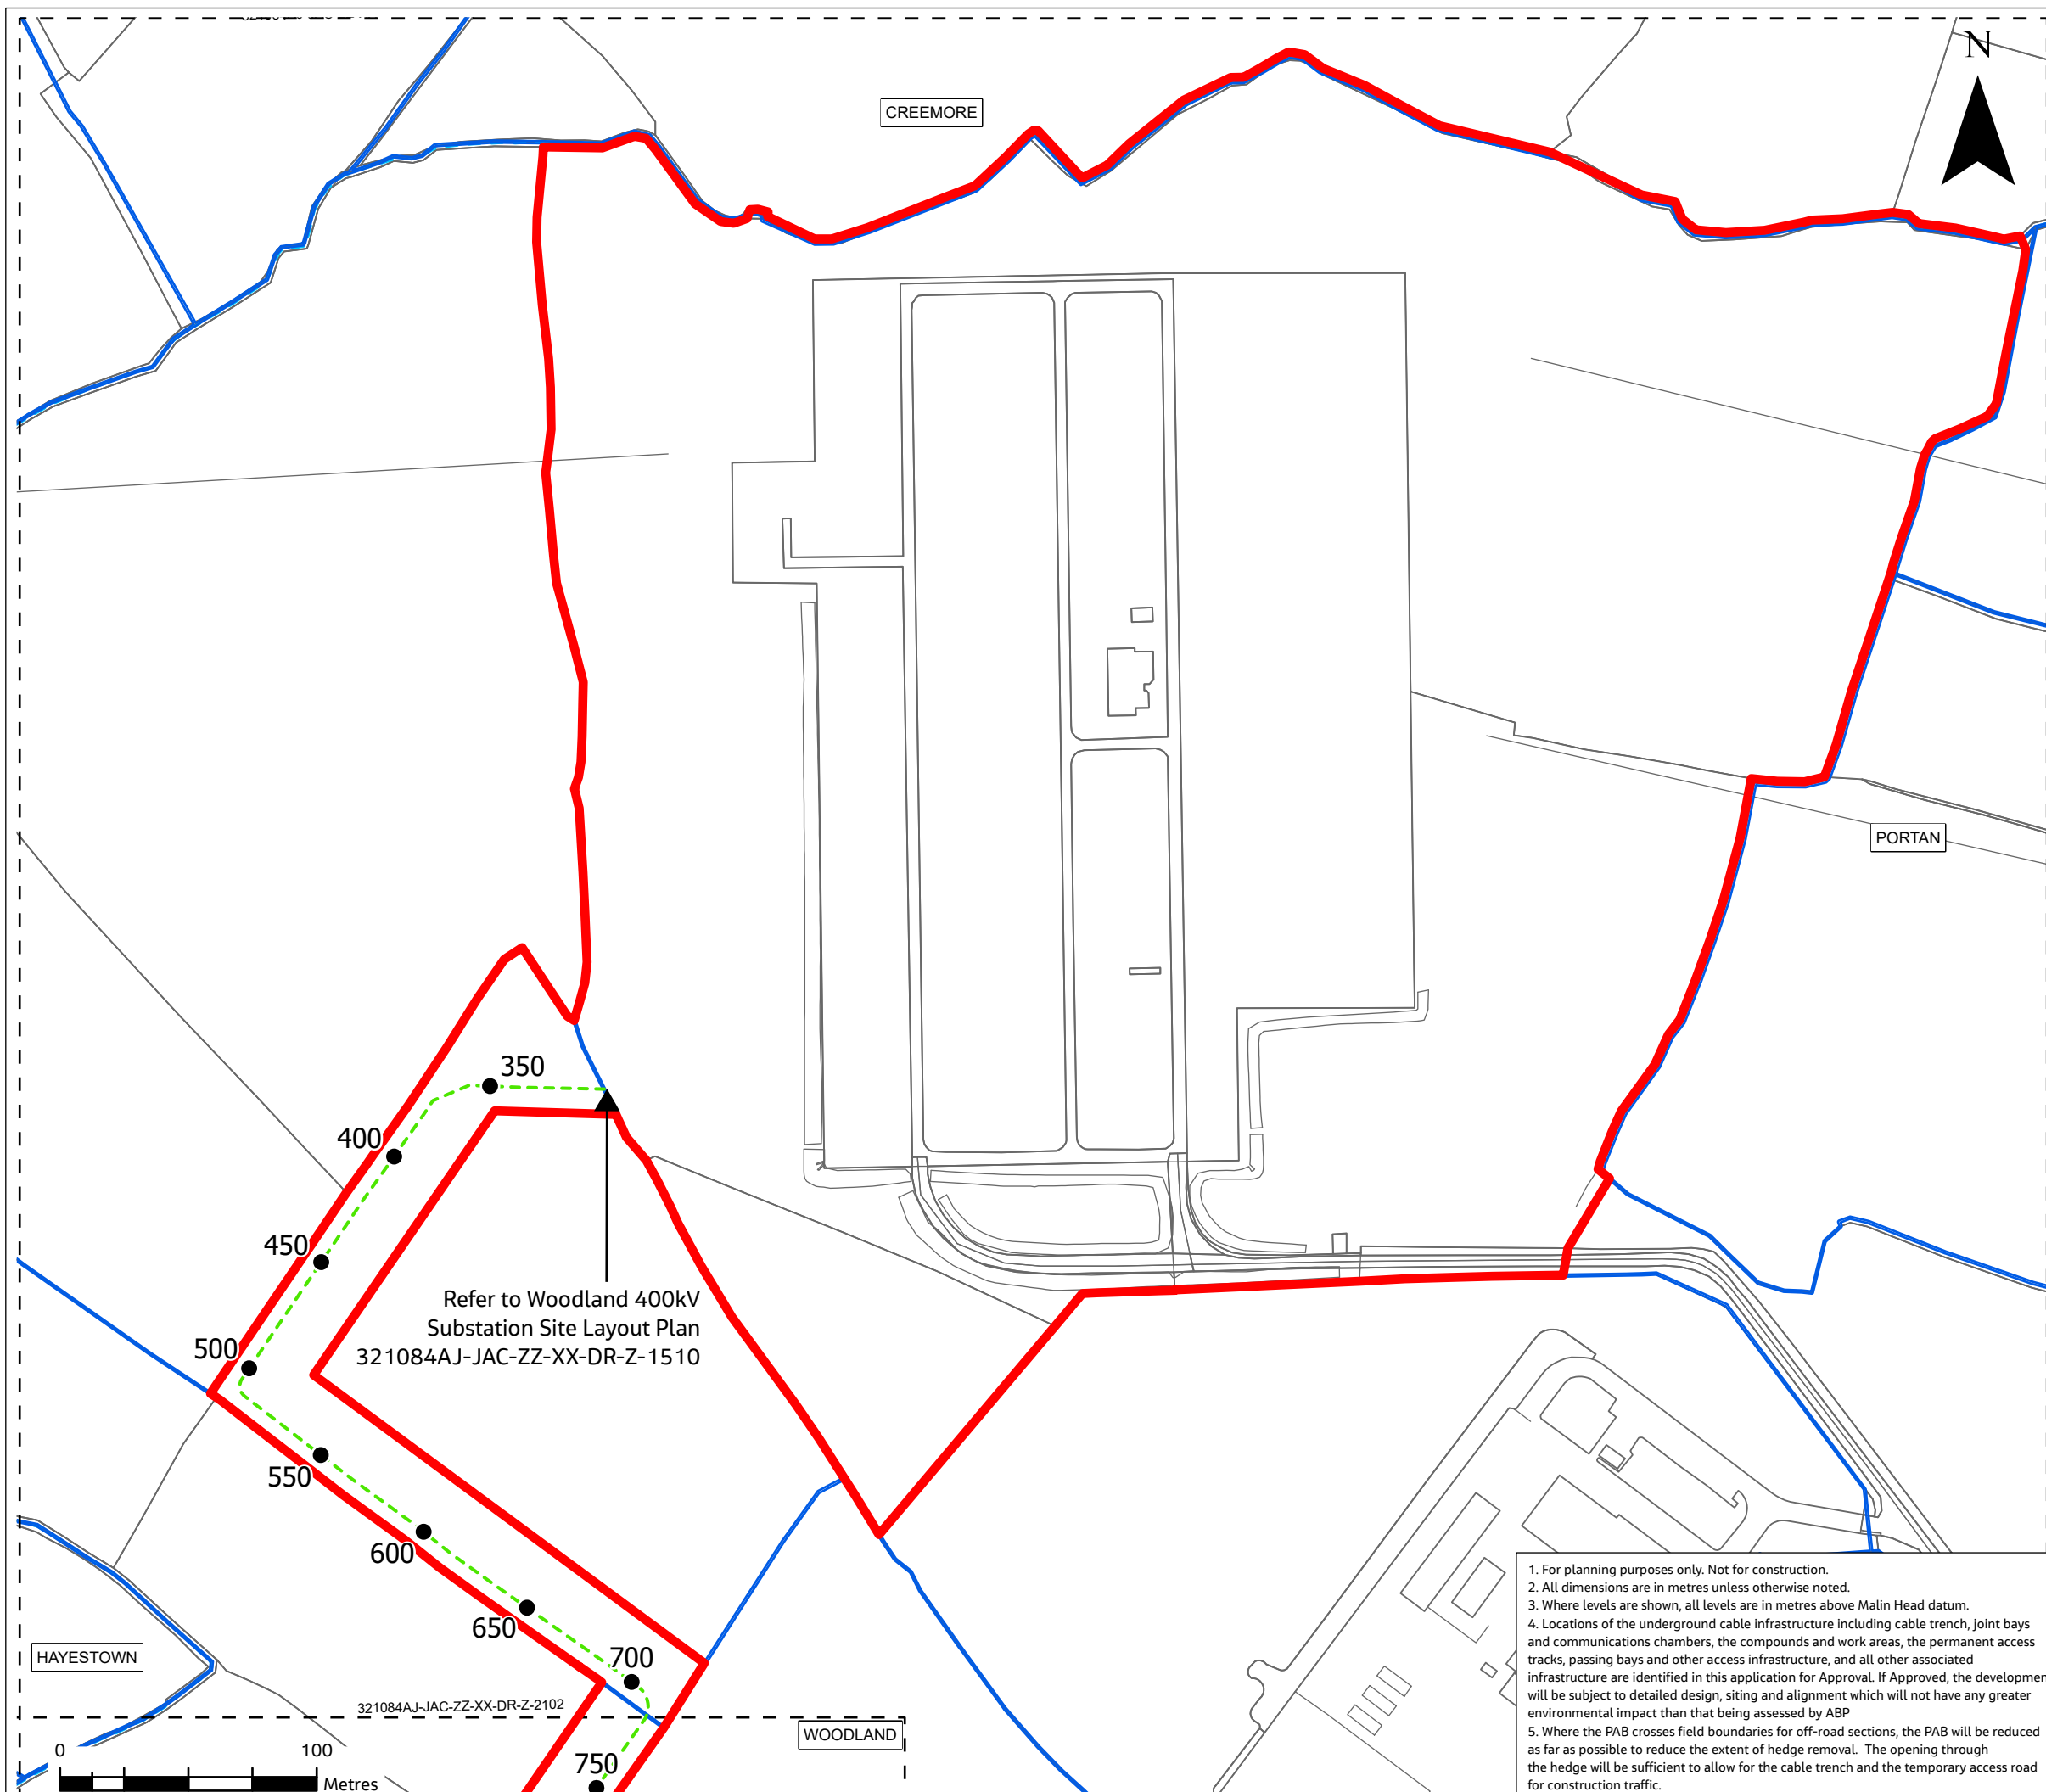 N
CREEMORE
PORTAN
350
400
450
500
550
600
650
700
750
Refer to Woodland 400kV
Substation Site Layout Plan
321084AJ-JAC-ZZ-XX-DR-Z-1510
HAYESTOWN
321084AJ-JAC-ZZ-XX-DR-Z-2102
WOODLAND
0 100
Metres
1. For planning purposes only. Not for construction.
2. All dimensions are in metres unless otherwise noted.
3. Where levels are shown, all levels are in metres above Malin Head datum.
4. Locations of the underground cable infrastructure including cable trench, joint bays
and communications chambers, the compounds and work areas, the permanent access
tracks, passing bays and other access infrastructure, and all other associated
infrastructure are identified in this application for Approval. If Approved, the developmen
will be subject to detailed design, siting and alignment which will not have any greater
environmental impact than that being assessed by ABP
5. Where the PAB crosses field boundaries for off-road sections, the PAB will be reduced
as far as possible to reduce the extent of hedge removal. The opening through
the hedge will be sufficient to allow for the cable trench and the temporary access road
for construction traffic.